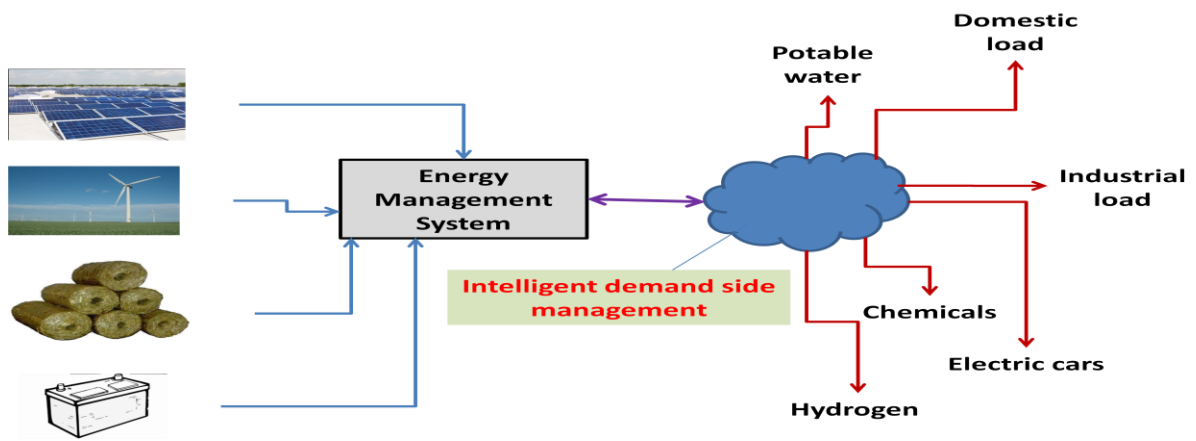 Domestic
load
Potable
water
Energy
Management
System
Industrial
load
Intelligent demand side
management
Chemicals
Electric cars
Hydrogen